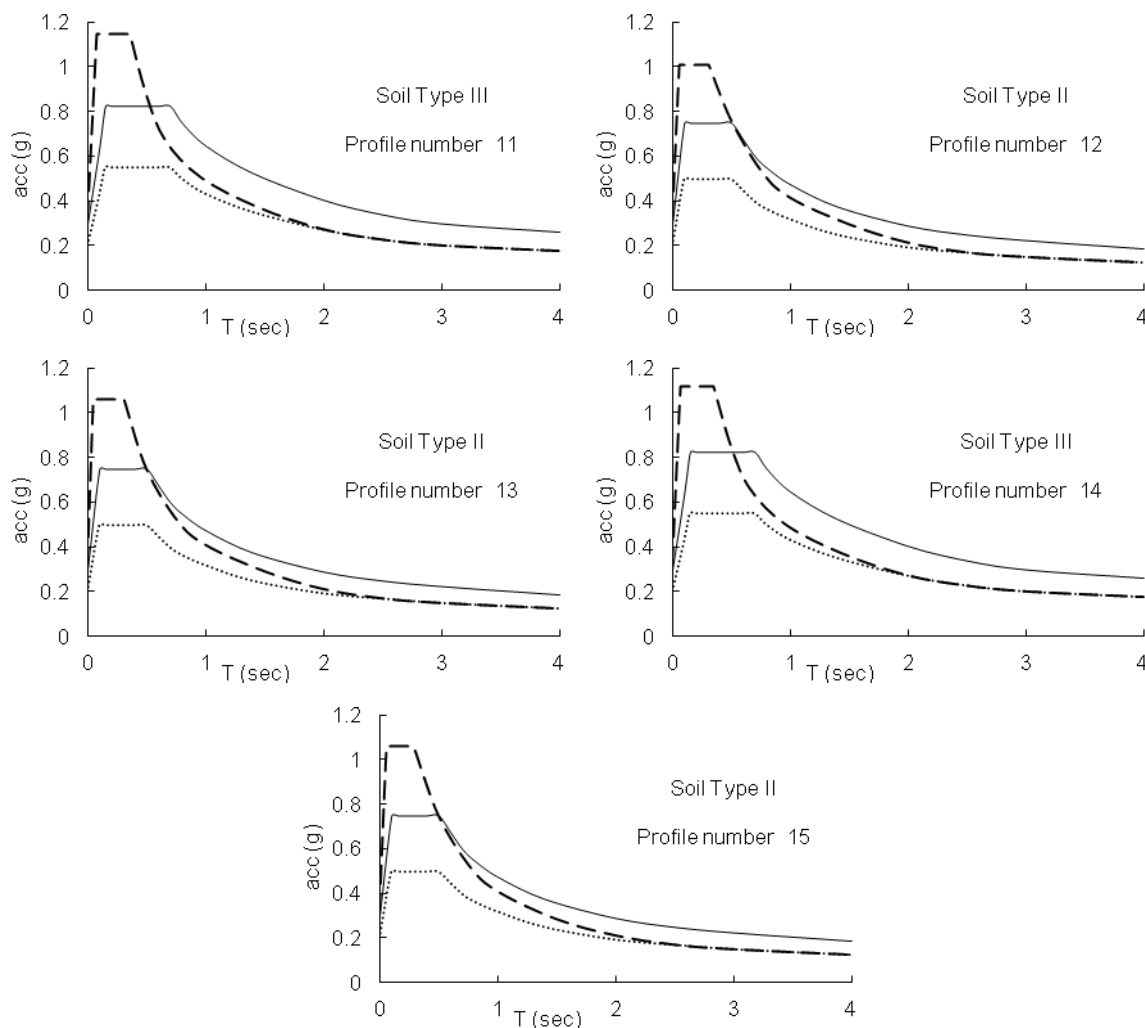 1.2
1
0.8
0.6
0.4
0.2
0
acc (g)
0 1 2 3 4
T (sec)
Soil Type III
Profile number 11
1.2
1
0.8
0.6
0.4
0.2
0
acc (g)
0 1 2 3 4
T (sec)
Soil Type II
Profile number 12
1.2
1
0.8
0.6
0.4
0.2
0
acc (g)
0 1 2 3 4
T (sec)
Soil Type II
Profile number 13
1.2
1
0.8
0.6
0.4
0.2
0
acc (g)
0 1 2 3 4
T (sec)
Soil Type III
Profile number 14
1.2
1
0.8
0.6
0.4
0.2
0
acc (g)
0 1 2 3 4
T (sec)
Soil Type II
Profile number 15